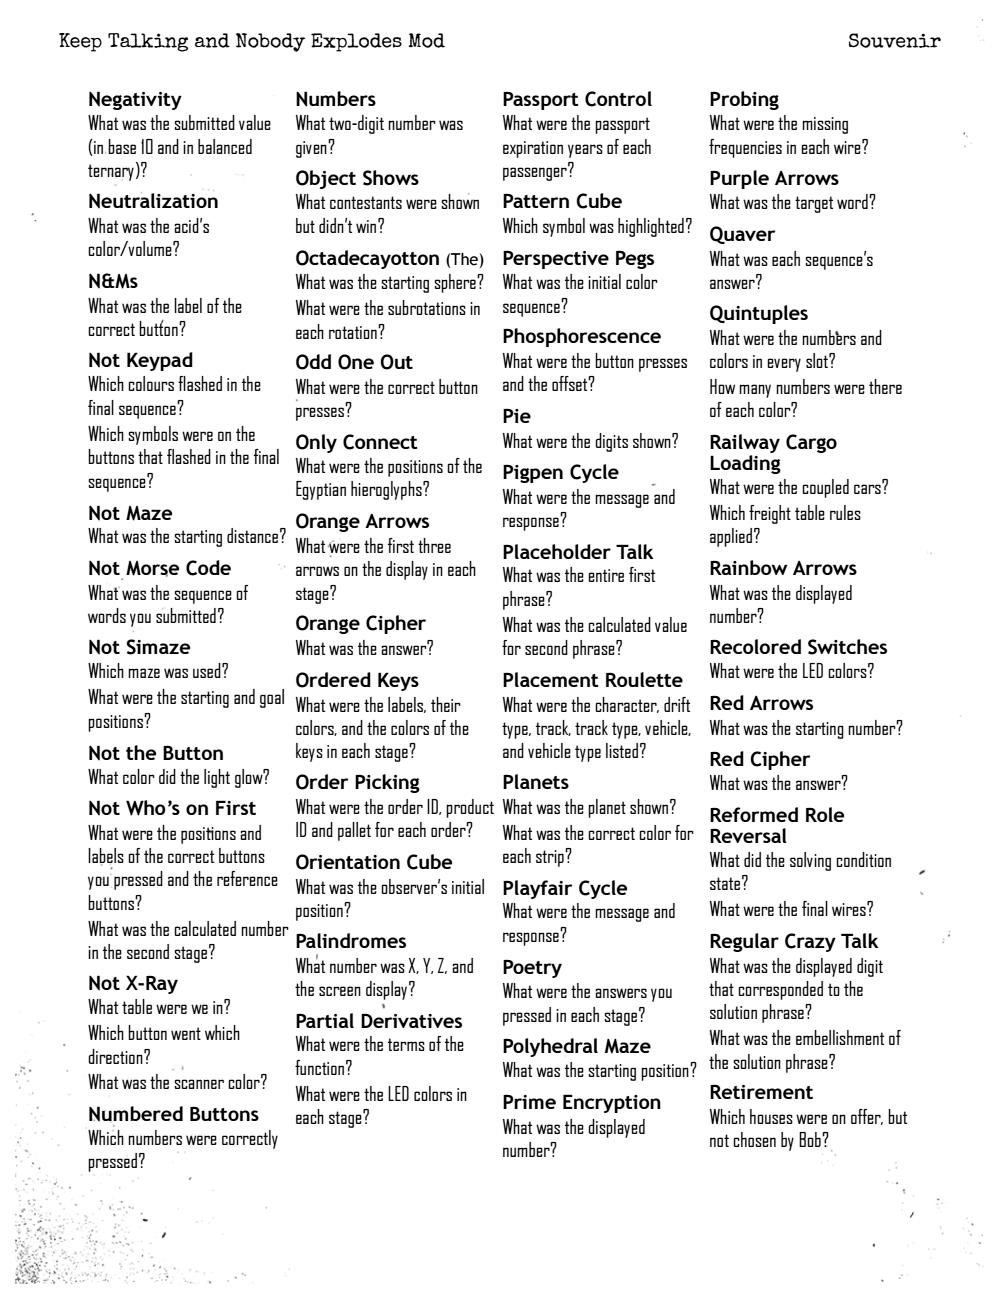 Keep Talking and Nobody Explodes Mod
Souvenir
Negativity
What was the submitted value
(in base 10 and in balanced
ternary)?
Neutralization
What was the acid's
color/volume?
N&Ms
What was the label of the
correct button?
Not Keypad
Which colours flashed in the
final sequence?
Which symbols were on the
buttons that flashed in the final
sequence?
Not Maze
What was the starting distance?
Not Morse Code
What was the sequence of
words you submitted?
Not Simaze
Which maze was used?
What were the starting and goal
positions?
Not the Button
What color did the light glow?
Not Who's on First
What were the positions and
labels of the correct buttons
you pressed and the reference
buttons?
What was the calculated number
in the second stage?
Not X-Ray
What table were we in?
Which button went which
direction?
What was the scanner color?
Numbered Buttons
Which numbers were correctly
pressed?
Numbers
What two-digit number was
given?
Object Shows
What contestants were shown
but didn't win?
Octadecayotton (The)
What was the starting sphere?
What were the subrotations in
each rotation?
Odd One Out
What were the correct button
presses?
Only Connect
What were the positions of the
Egyptian hieroglyphs?
Orange Arrows
What were the first three
arrows on the display in each
stage?
Orange Cipher
What was the answer?
Ordered Keys
What were the labels, their
colors, and the colors of the
keys in each stage?
Order Picking
What were the order ID, product
ID and pallet for each order?
Orientation Cube
What was the observer's initial
position?
Palindromes
What number was X, Y, Z, and
the screen display?
Partial Derivatives
What were the terms of the
function?
What were the LED colors in
each stage?
Passport Control
What were the passport
expiration years of each
passenger?
Pattern Cube
Which symbol was highlighted?
Perspective Pegs
What was the initial color
sequence?
Phosphorescence
What were the button presses
and the offset?
Pie
What were the digits shown?
Pigpen Cycle
What were the message and
response?
Placeholder Talk
What was the entire first
phrase?
What was the calculated value
for second phrase?
Placement Roulette
What were the character, drift
type, track, track type, vehicle,
and vehicle type listed?
Planets
What was the planet shown?
What was the correct color for
each strip?
Playfair Cycle
What were the message and
response?
Poetry
What were the answers you
pressed in each stage?
Polyhedral Maze
What was the starting position?
Prime Encryption
What was the displayed
number?
Probing
What were the missing
frequencies in each wire?
Purple Arrows
What was the target word?
Quaver
What was each sequence's
answer?
Quintuples
What were the numbers and
colors in every slot?
How many numbers were there
of each color?
Railway Cargo
Loading
What were the coupled cars?
Which freight table rules
applied?
Rainbow Arrows
What was the displayed
number?
Recolored Switches
What were the LED colors?
Red Arrows
What was the starting number?
Red Cipher
What was the answer?
Reformed Role
Reversal
What did the solving condition
state?
What were the final wires?
Regular Crazy Talk
What was the displayed digit
that corresponded to the
solution phrase?
What was the embellishment of
the solution phrase?
Retirement
Which houses were on offer, but
not chosen by Bob?